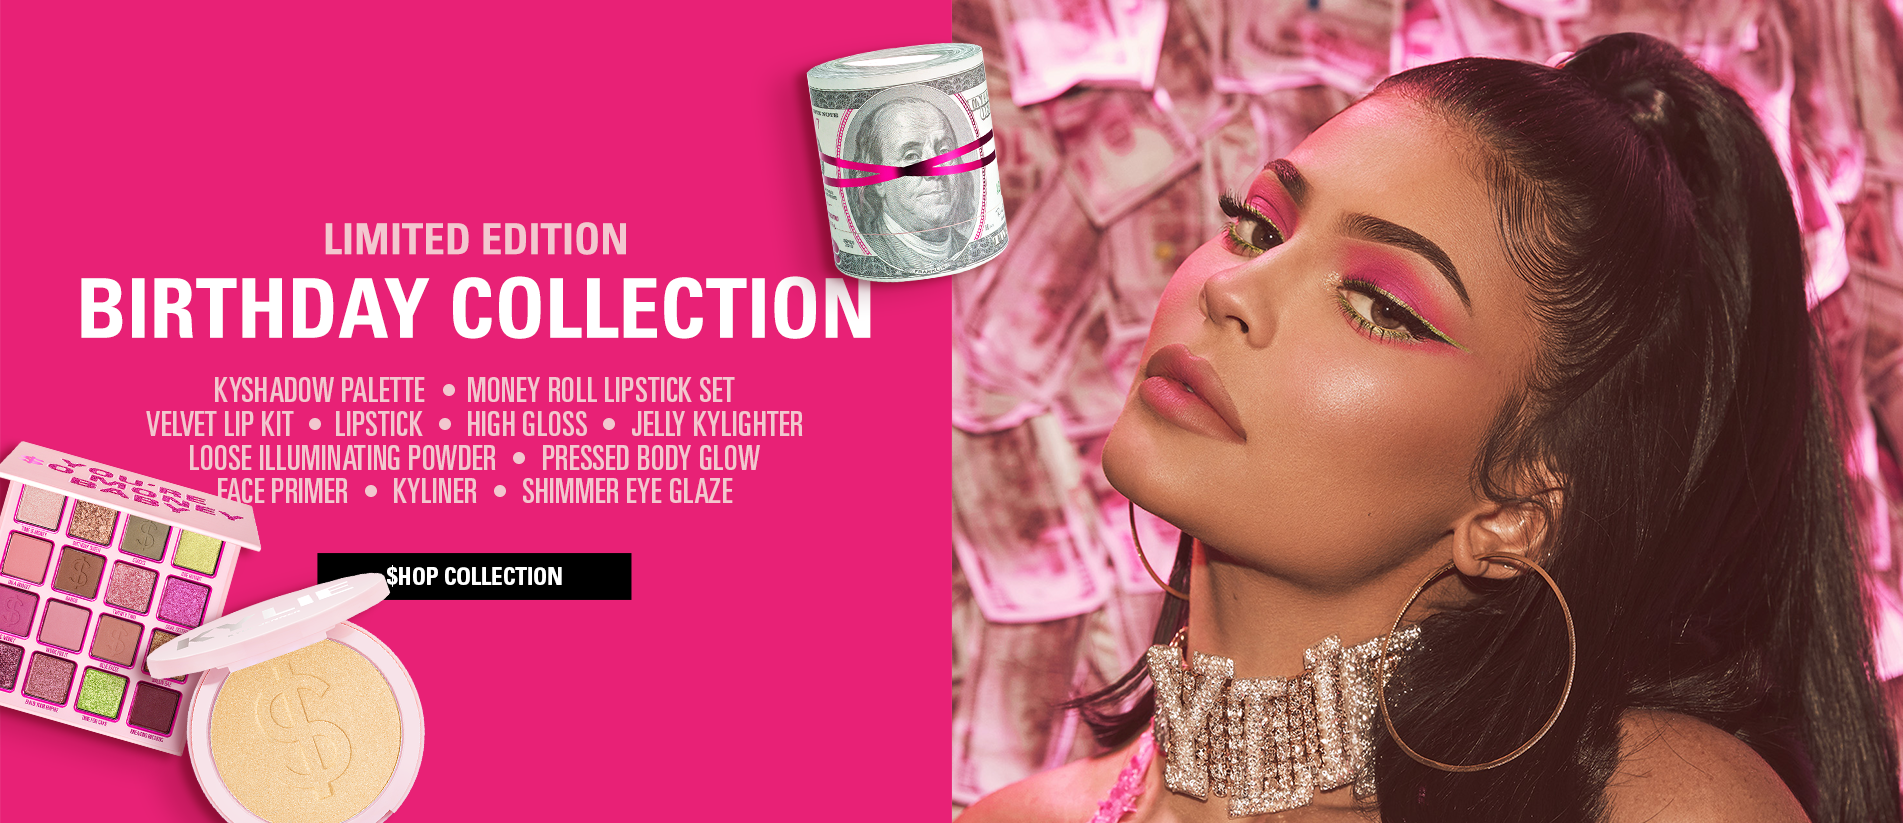 LIMITED EDITION
BIRTHDAY COLLECTION
KYSHADOW PALETTE • MONEY ROLL LIPSTICK SET
VELVET LIP KIT • LIPSTICK • HIGH GLOSS • JELLY KYLIGHTER
LOOSE ILLUMINATING POWDER • PRESSED BODY GLOW
FACE PRIMER • KYLINER • SHIMMER EYE GLAZE
$HOP COLLECTION
YOU'RE
$O MONEY
BABY
KYLIE
$
FRANKLIN